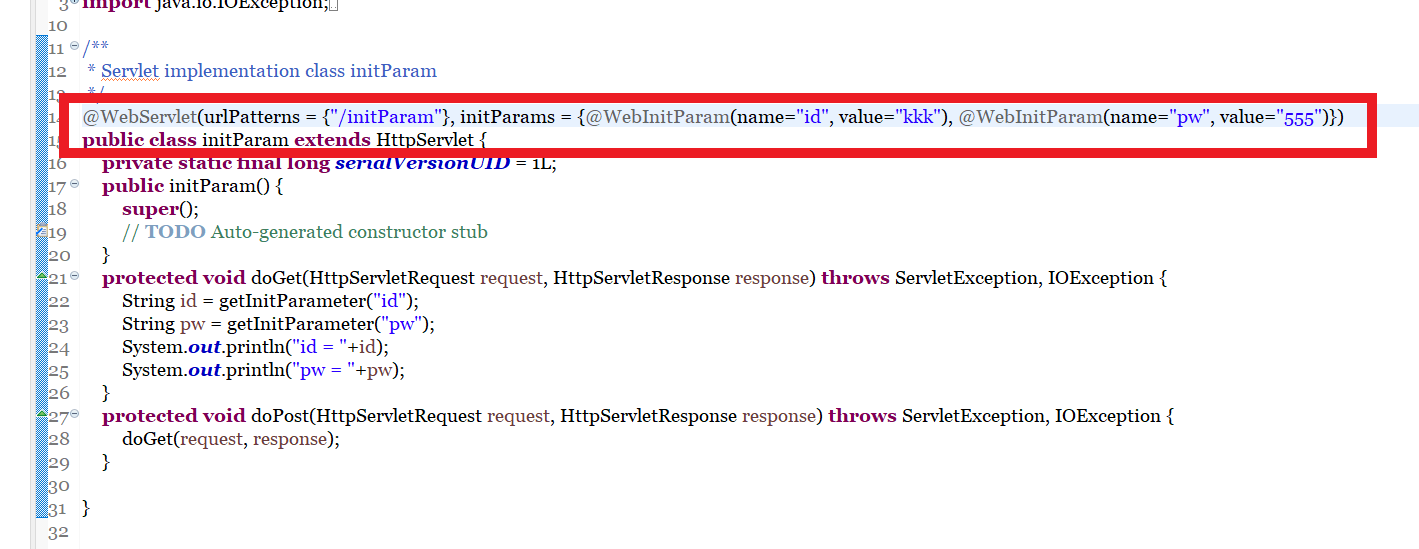 3 import java.io.IOException;
10
11 /**
12 * Servlet implementation class initParam
13 */
14 @WebServlet(urlPatterns = {"/initParam"}, initParams = {@WebInitParam(name="id", value="kkk"), @WebInitParam(name="pw", value="555")})
15 public class initParam extends HttpServlet {
16 private static final long serialVersionUID = 1L;
17 public initParam() {
18 super();
19 // TODO Auto-generated constructor stub
20 }
21 protected void doGet(HttpServletRequest request, HttpServletResponse response) throws ServletException, IOException {
22 String id = getInitParameter("id");
23 String pw = getInitParameter("pw");
24 System.out.println("id = "+id);
25 System.out.println("pw = "+pw);
26 }
27 protected void doPost(HttpServletRequest request, HttpServletResponse response) throws ServletException, IOException {
28 doGet(request, response);
29 }
30
31 }
32